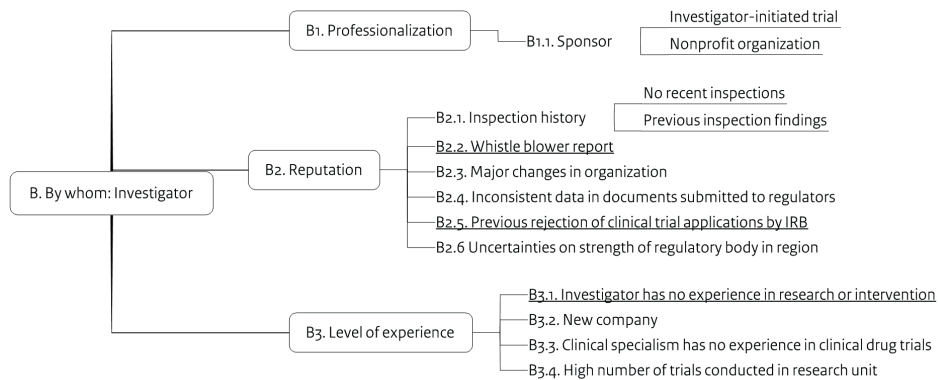 B. By whom: Investigator
B1. Professionalization
B1.1. Sponsor
Investigator-initiated trial
Nonprofit organization
B2. Reputation
B2.1. Inspection history
No recent inspections
Previous inspection findings
B2.2. Whistle blower report
B2.3. Major changes in organization
B2.4. Inconsistent data in documents submitted to regulators
B2.5. Previous rejection of clinical trial applications by IRB
B2.6 Uncertainties on strength of regulatory body in region
B3. Level of experience
B3.1. Investigator has no experience in research or intervention
B3.2. New company
B3.3. Clinical specialism has no experience in clinical drug trials
B3.4. High number of trials conducted in research unit